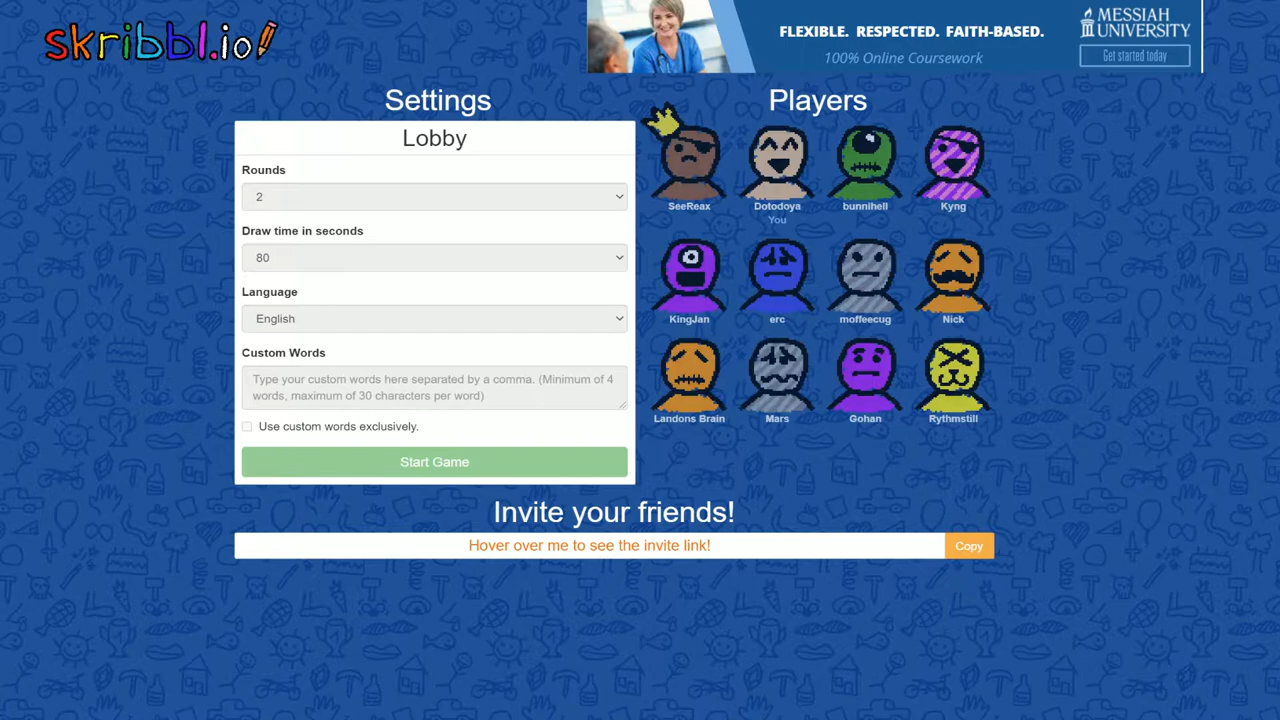 skribbl.io
FLEXIBLE. RESPECTED. FAITH-BASED.
100% Online Coursework
MESSIAH
UNIVERSITY
Get started today
Settings
Players
Lobby
Rounds
2
Draw time in seconds
80
Language
English
Custom Words
Type your custom words here separated by a comma. (Minimum of 4
words, maximum of 30 characters per word)
Use custom words exclusively.
Start Game
SeeReax
Dotodoya
You
bunnihell
Kyng
KingJan
erc
moffeecug
Nick
Landons Brain
Mars
Gohan
Rythmstill
Invite your friends!
Hover over me to see the invite link!
Copy